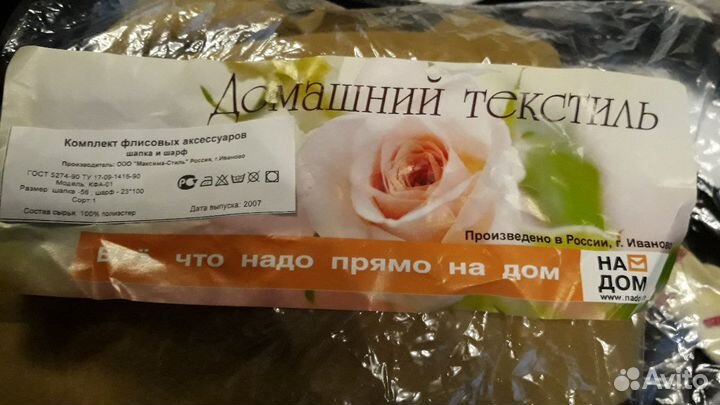 Домашний текстиль
Комплект флисовых аксессуаров
шапка и шарф
Производитель: ООО "Максима-Стиль" Россия, г.Иваново
ГОСТ 5274-90 ТУ 17-09-1416-90
Модель: КФА-01
Размер шапка -56, шарф - 23*100
Сорт:1
Состав сырья: 100% полиэстер
Дата выпуска: 2007
Произведено в России, г. Иваново
Всё что надо прямо на дом
НА
ДОМ
Avito